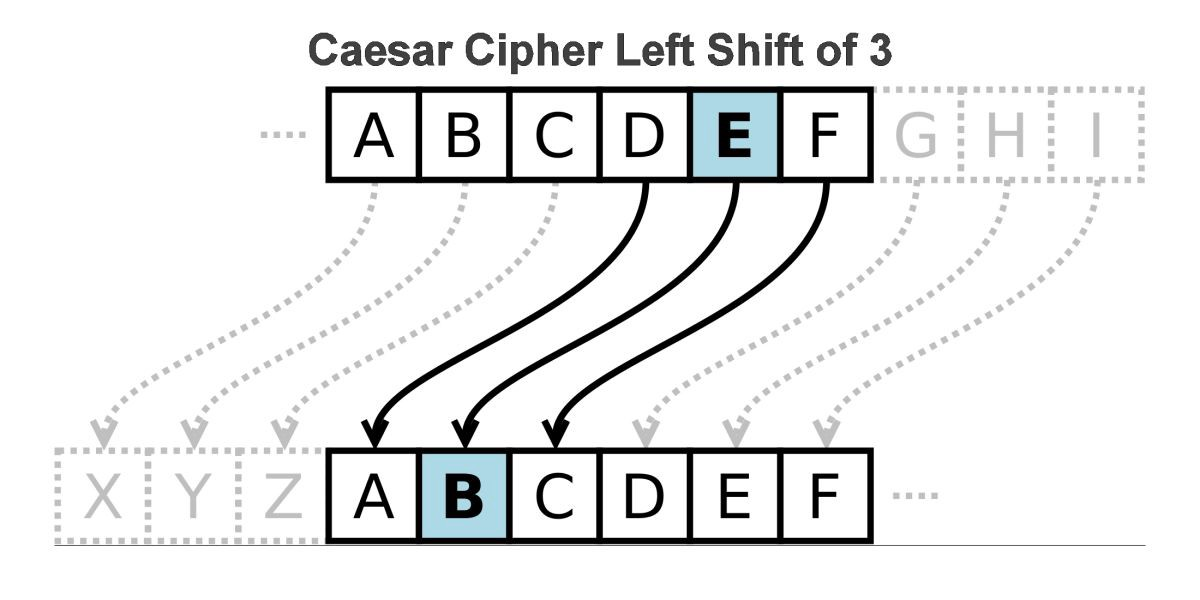 Caesar Cipher Left Shift of 3
.... A B C D E F G H I
X Y Z A B C D E F ....